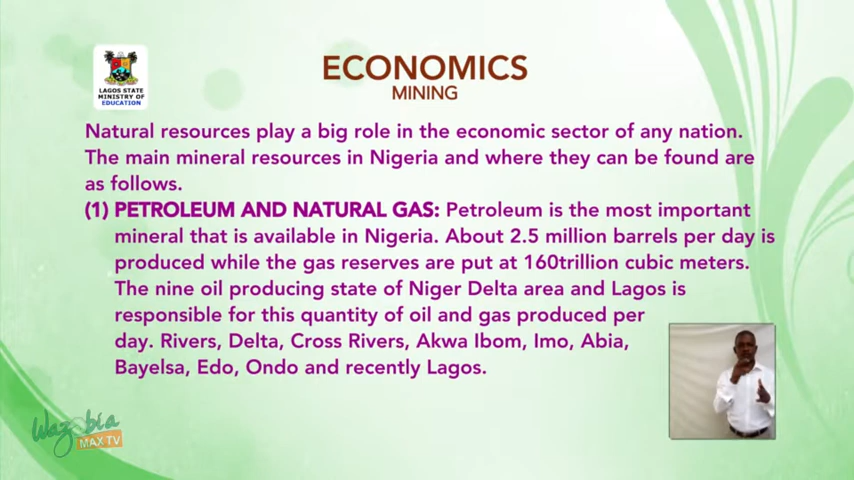 ECONOMICS
MINING
LAGOS STATE
MINISTRY OF
EDUCATION
Natural resources play a big role in the economic sector of any nation.
The main mineral resources in Nigeria and where they can be found are
as follows.
(1) PETROLEUM AND NATURAL GAS: Petroleum is the most important
mineral that is available in Nigeria. About 2.5 million barrels per day is
produced while the gas reserves are put at 160trillion cubic meters.
The nine oil producing state of Niger Delta area and Lagos is
responsible for this quantity of oil and gas produced per
day. Rivers, Delta, Cross Rivers, Akwa Ibom, Imo, Abia,
Bayelsa, Edo, Ondo and recently Lagos.
Wazobia
MAX TV